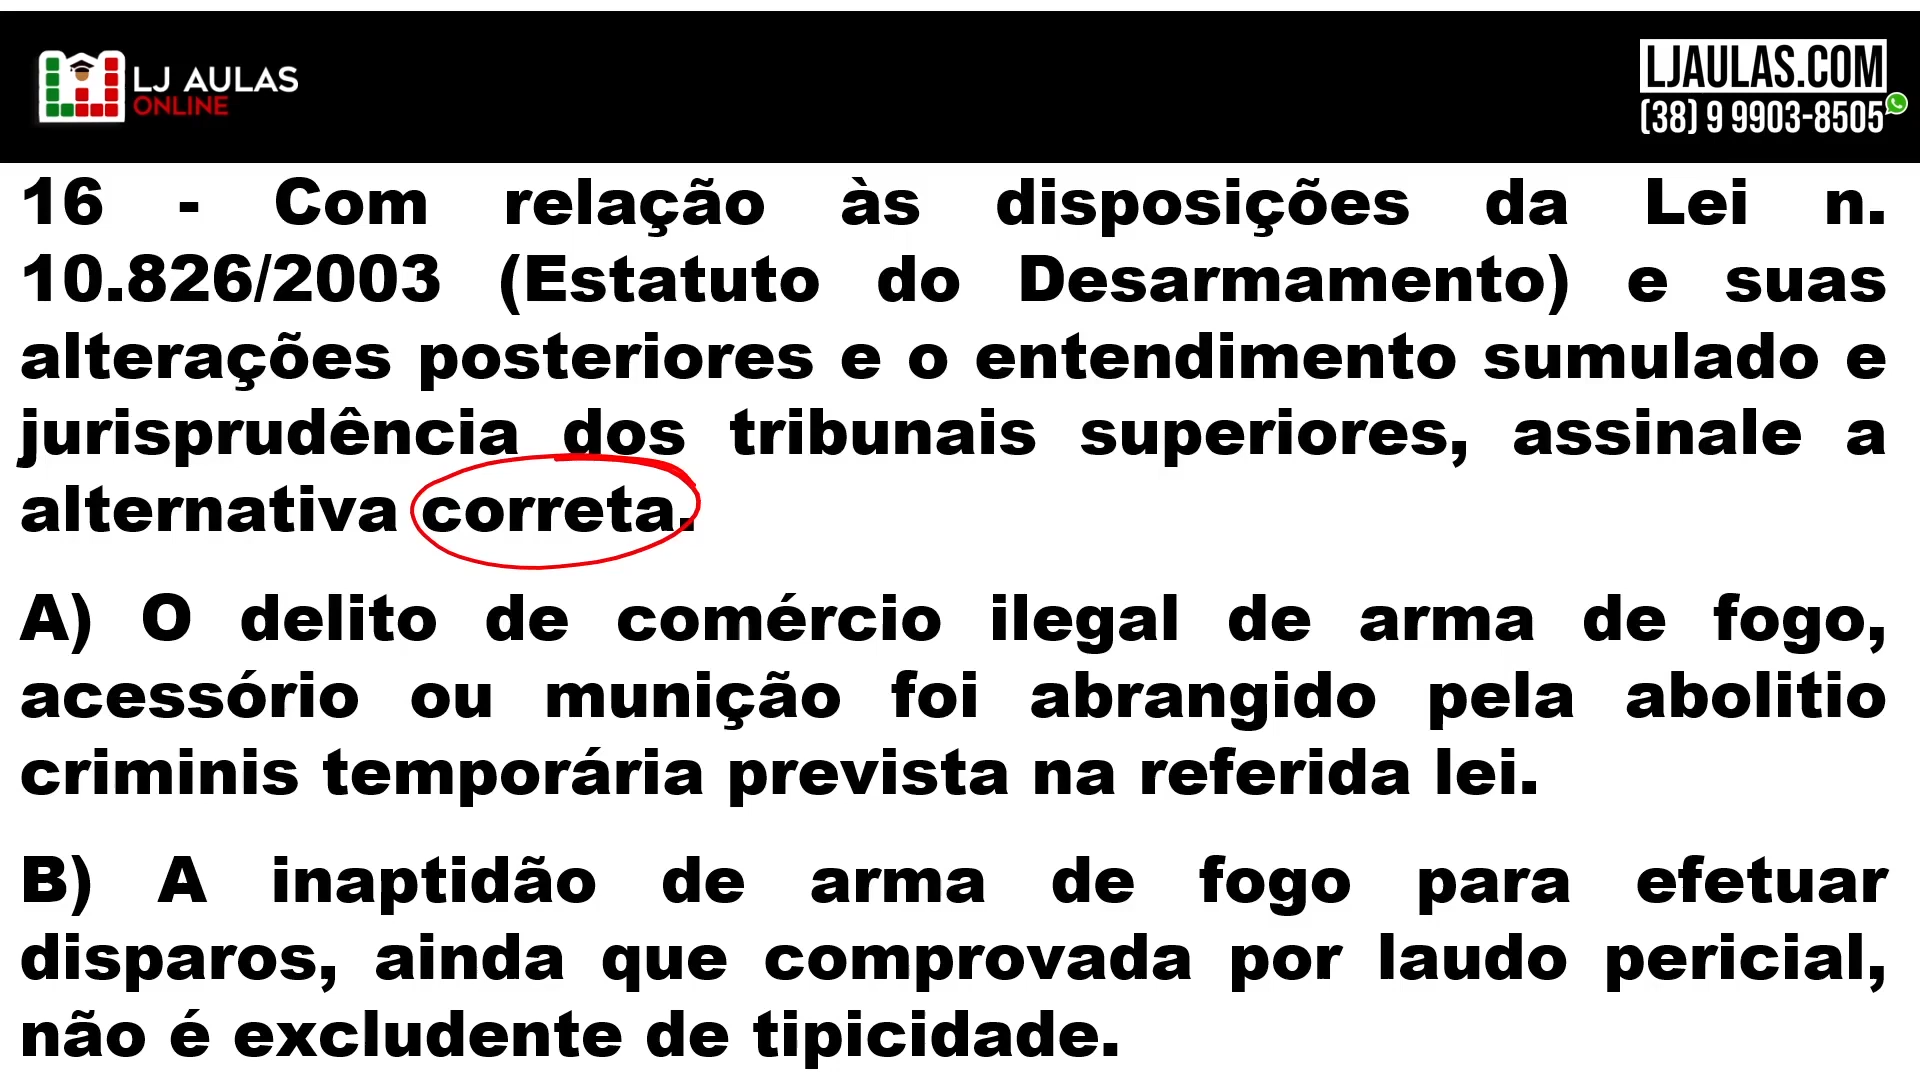 LJ AULAS
ONLINE
LJAULAS.COM
(38) 9 9903-8505
16 - Com relação às disposições da Lei n.
10.826/2003 (Estatuto do Desarmamento) e suas
alterações posteriores e o entendimento sumulado e
jurisprudência dos tribunais superiores, assinale a
alternativa correta.
A) O delito de comércio ilegal de arma de fogo,
acessório ou munição foi abrangido pela abolitio
criminis temporária prevista na referida lei.
B) A inaptidão de arma de fogo para efetuar
disparos, ainda que comprovada por laudo pericial,
não é excludente de tipicidade.